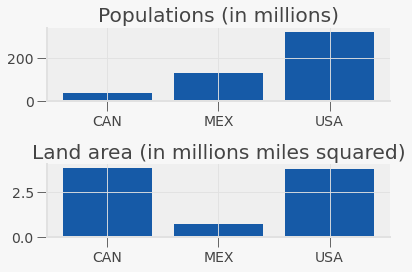 Populations (in millions)
200
0
CAN MEX USA
Land area (in millions miles squared)
2.5
0.0
CAN MEX USA